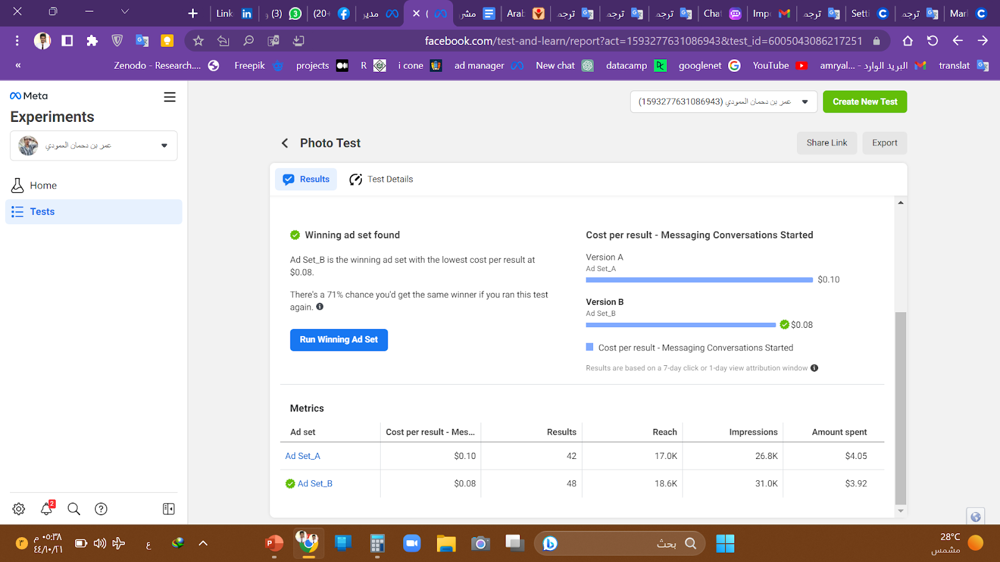 Link
(3) و
(20+
مدير
)
مشر
Arab
ترجم
ترجم
ترجم
Chat
Impo
ترجم
Setti
ترجم
Mark
facebook.com/test-and-learn/report?act=1593277631086943&test_id=6005043086217251
«
Zenodo - Research....
Freepik
projects
R
i cone
ad manager
New chat
datacamp
googlenet
YouTube
البريد الوارد - ...amryal
translat
Meta
Experiments
عمر بن دحمان العمودي
Home
Tests
2
عمر بن دحمان العمودي (1593277631086943)
Create New Test
Photo Test
Share Link
Export
Results
Test Details
Winning ad set found
Ad Set_B is the winning ad set with the lowest cost per result at
$0.08.
There's a 71% chance you'd get the same winner if you ran this test
again.
Run Winning Ad Set
Cost per result - Messaging Conversations Started
Version A
Ad Set_A
$0.10
Version B
Ad Set_B
$0.08
Cost per result - Messaging Conversations Started
Results are based on a 7-day click or 1-day view attribution window
Metrics
Ad set Cost per result - Mes... Results Reach Impressions Amount spent
Ad Set_A $0.10 42 17.0K 26.8K $4.05
Ad Set_B $0.08 48 18.6K 31.0K $3.92
٣
٠٥:٣٨ م
٤٤/١٠/٢١
ع
بحث
28°C
مشمس